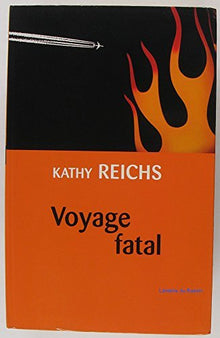 KATHY REICHS
Voyage
fatal